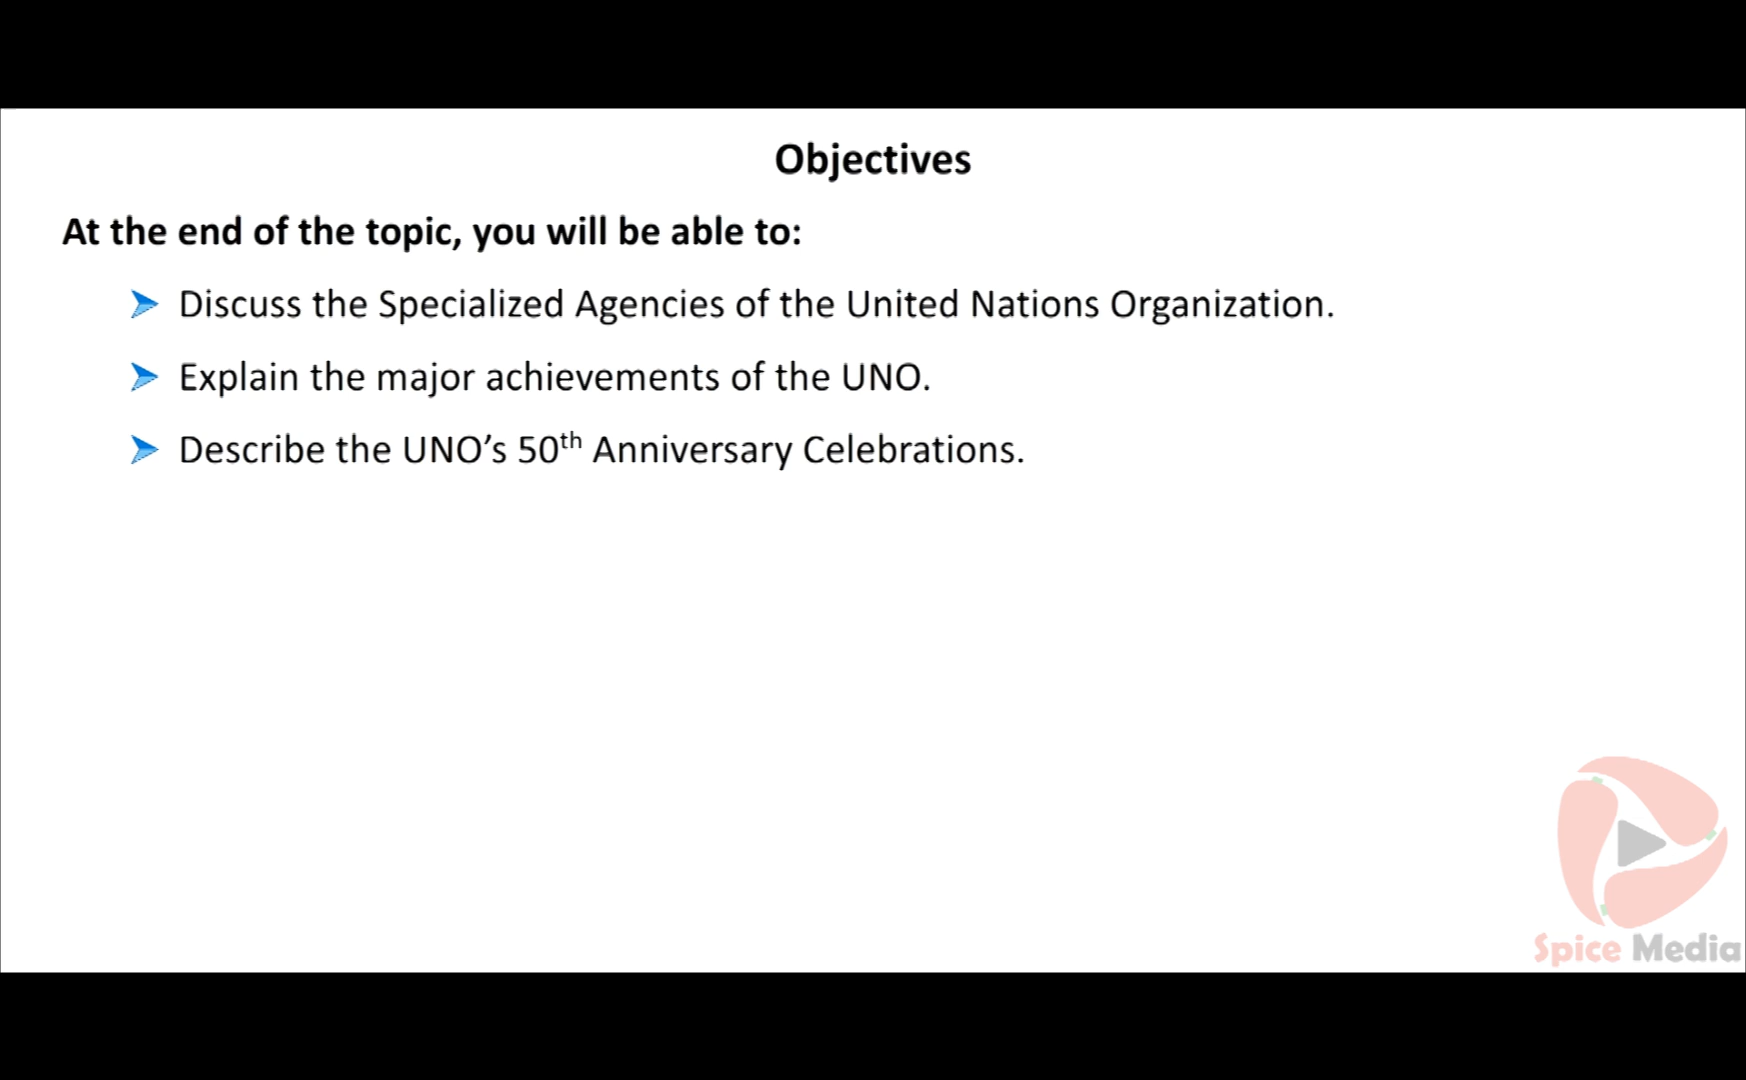 Objectives
At the end of the topic, you will be able to:
Discuss the Specialized Agencies of the United Nations Organization.
Explain the major achievements of the UNO.
Describe the UNO’s 50th Anniversary Celebrations.
Spice Media